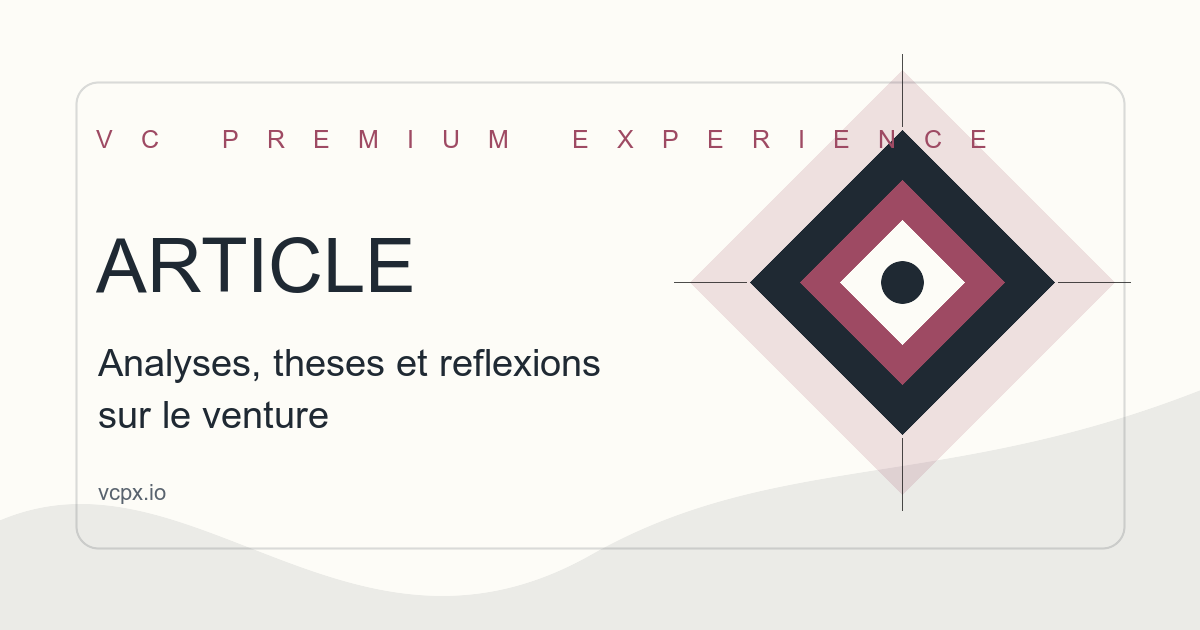 VC PREMIUM EXPERIENCE
ARTICLE
Analyses, theses et reflexions
sur le venture
vcpx.io